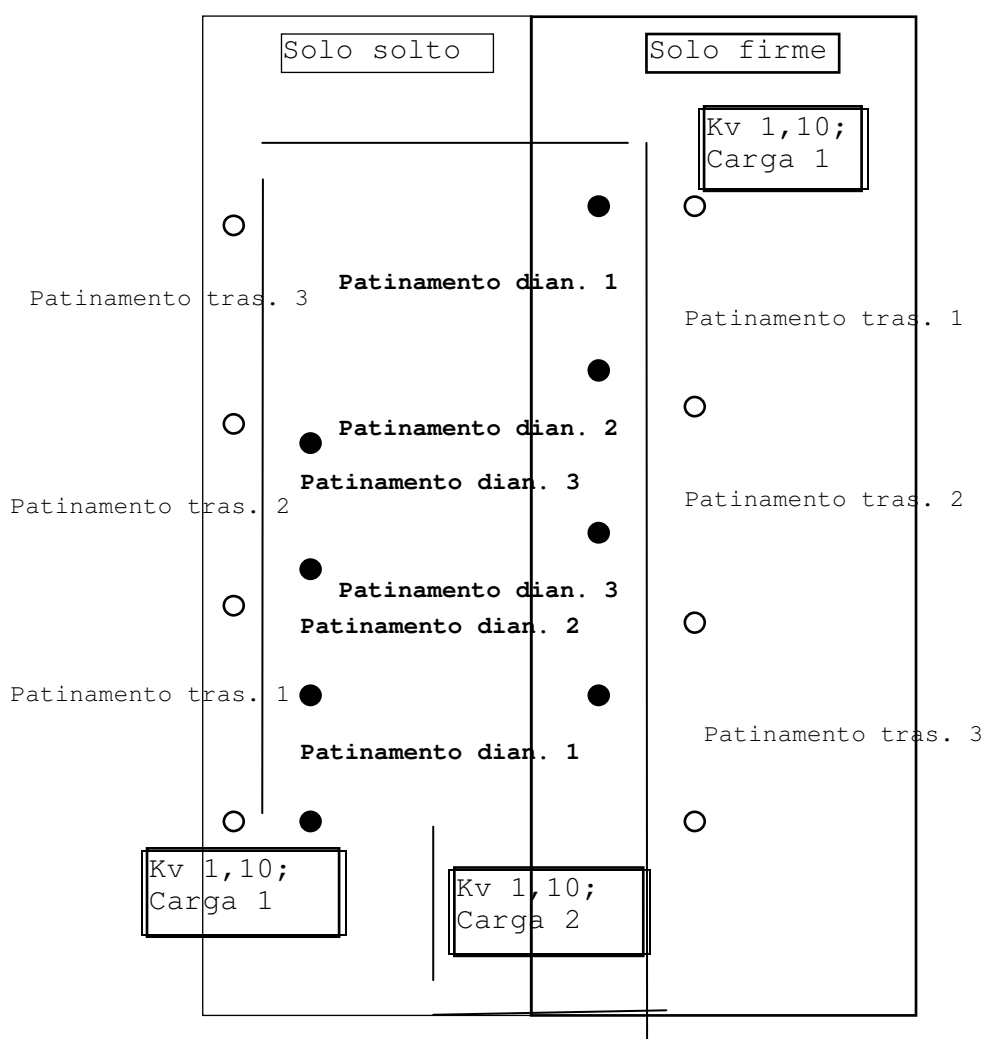 Solo solto
Solo firme
Kv 1,10;
Carga 1
Patinamento dian. 1
Patinamento tras. 3
Patinamento tras. 1
Patinamento dian. 2
Patinamento dian. 3
Patinamento tras. 2
Patinamento tras. 2
Patinamento dian. 3
Patinamento dian. 2
Patinamento tras. 1
Patinamento tras. 3
Patinamento dian. 1
Kv 1,10;
Carga 1
Kv 1,10;
Carga 2